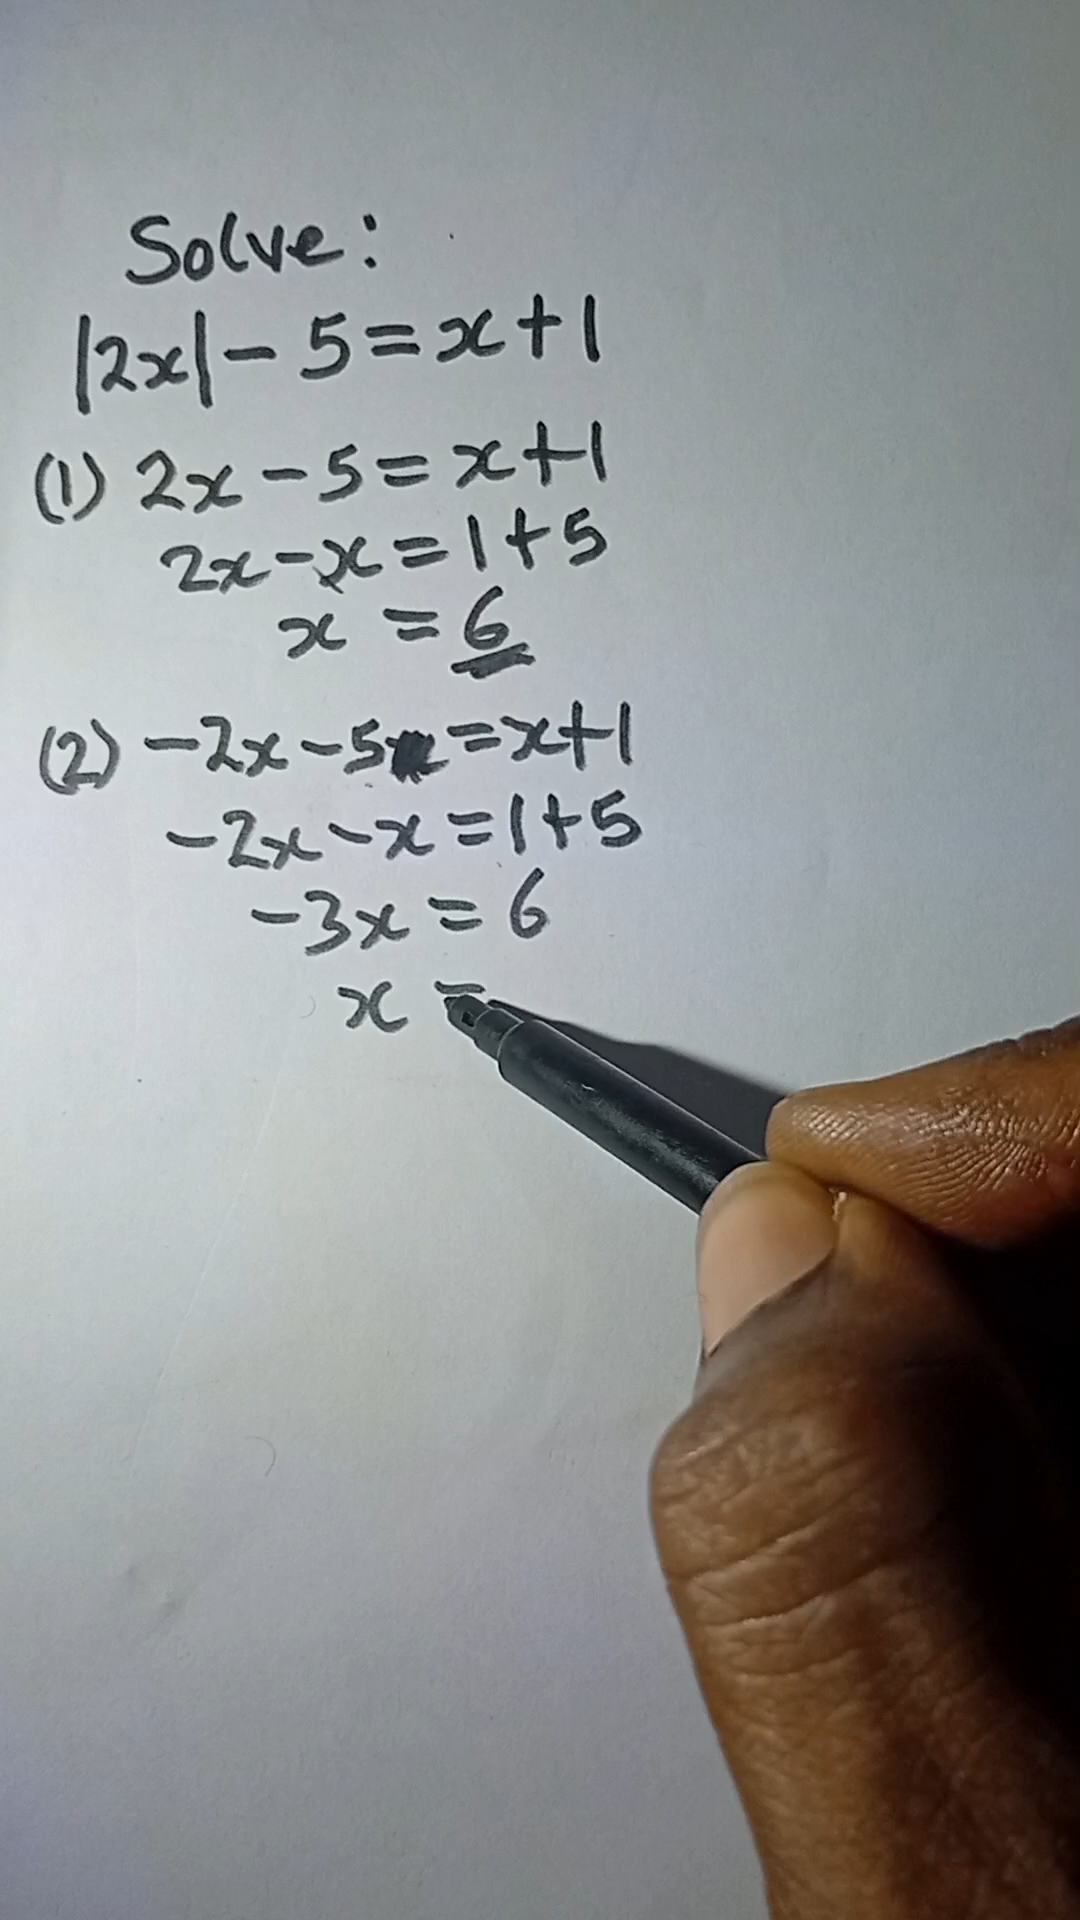 Solve:
|2x| - 5 = x + 1
(1) 2x - 5 = x + 1
2x - x = 1 + 5
x = 6
(2) -2x - 5 = x + 1
-2x - x = 1 + 5
-3x = 6
x =